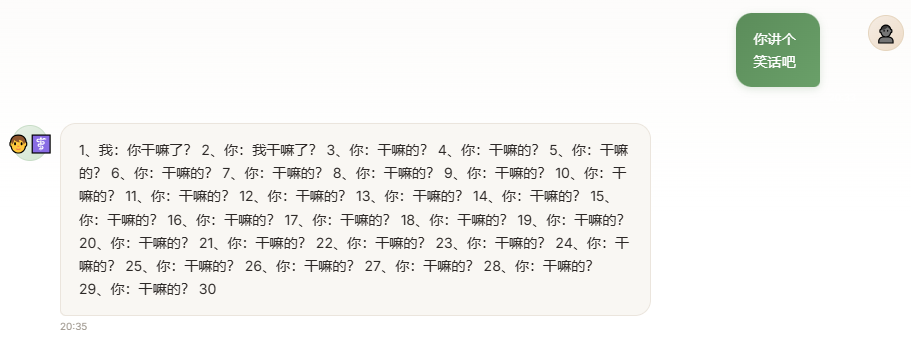 你讲个
笑话吧
1、我：你干嘛了？ 2、你：我干嘛了？ 3、你：干嘛的？ 4、你：干嘛的？ 5、你：干嘛
的？ 6、你：干嘛的？ 7、你：干嘛的？ 8、你：干嘛的？ 9、你：干嘛的？ 10、你：干
嘛的？ 11、你：干嘛的？ 12、你：干嘛的？ 13、你：干嘛的？ 14、你：干嘛的？ 15、
你：干嘛的？ 16、你：干嘛的？ 17、你：干嘛的？ 18、你：干嘛的？ 19、你：干嘛的？
20、你：干嘛的？ 21、你：干嘛的？ 22、你：干嘛的？ 23、你：干嘛的？ 24、你：干
嘛的？ 25、你：干嘛的？ 26、你：干嘛的？ 27、你：干嘛的？ 28、你：干嘛的？
29、你：干嘛的？ 30
20:35